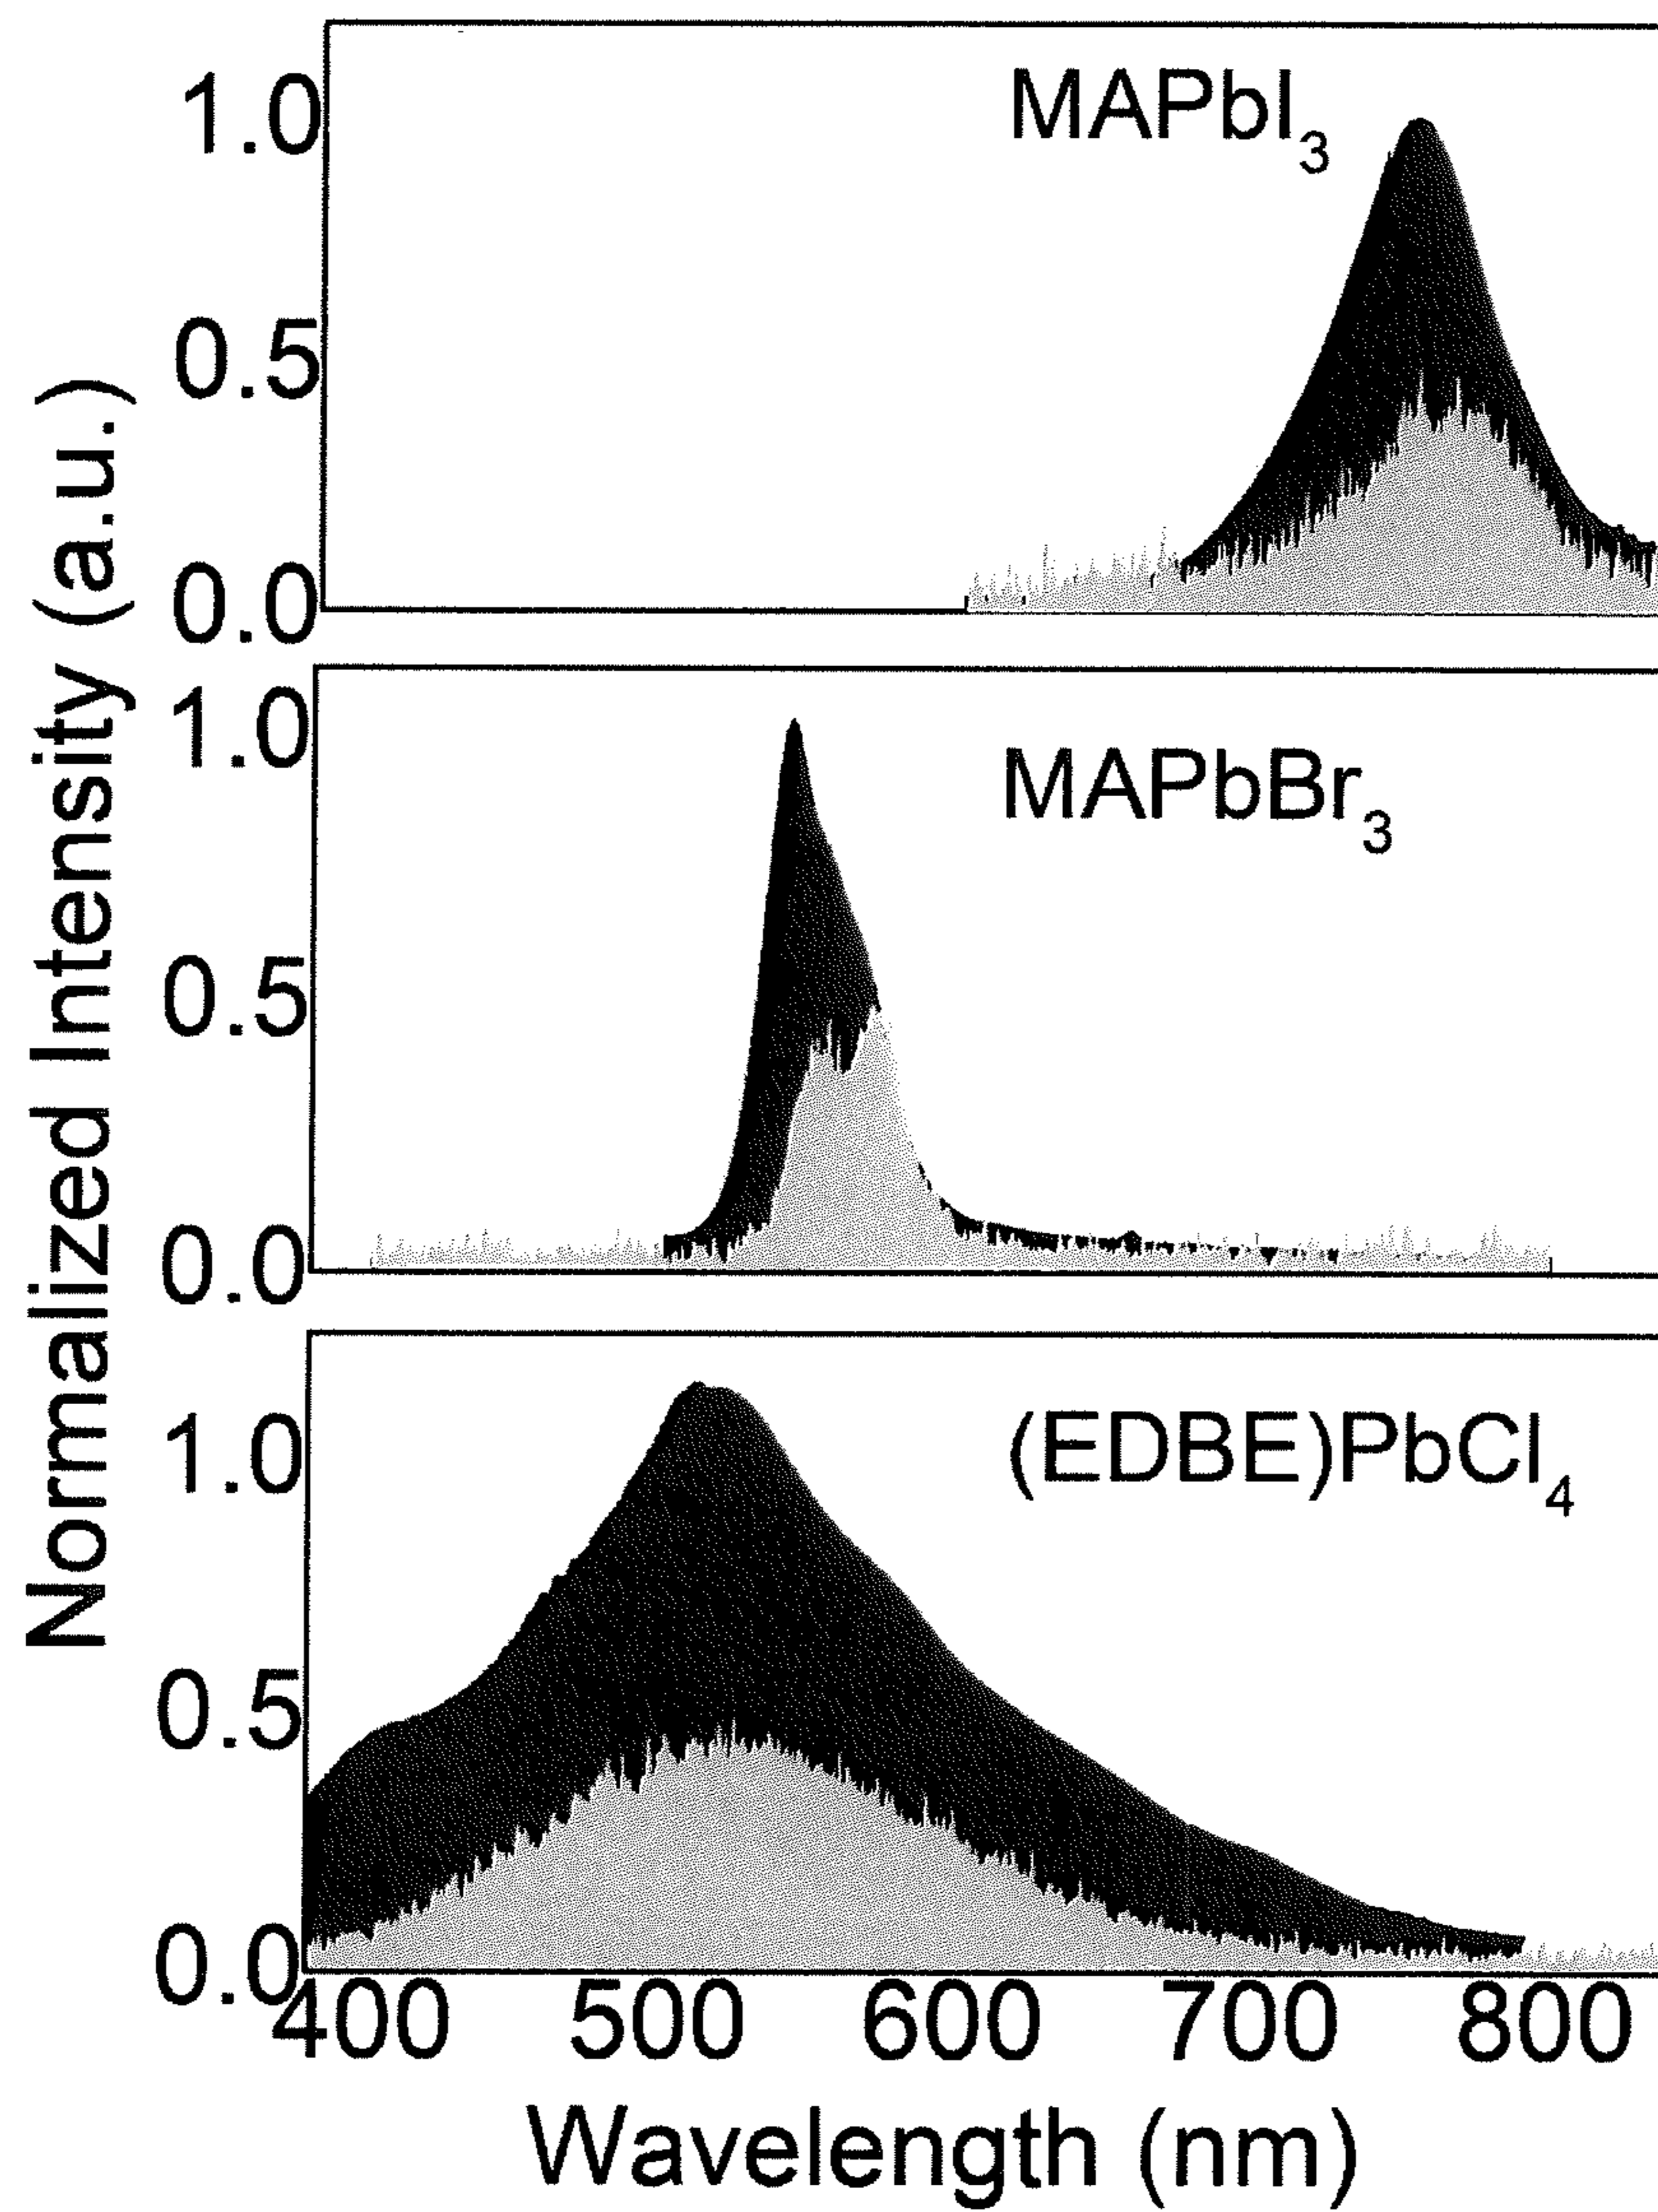 Normalized Intensity (a.u.)
1.0
MAPbI₃
0.5
0.0
1.0
MAPbBr₃
0.5
0.0
1.0
(EDBE)PbCl₄
0.5
0.0
400 500 600 700 800
Wavelength (nm)